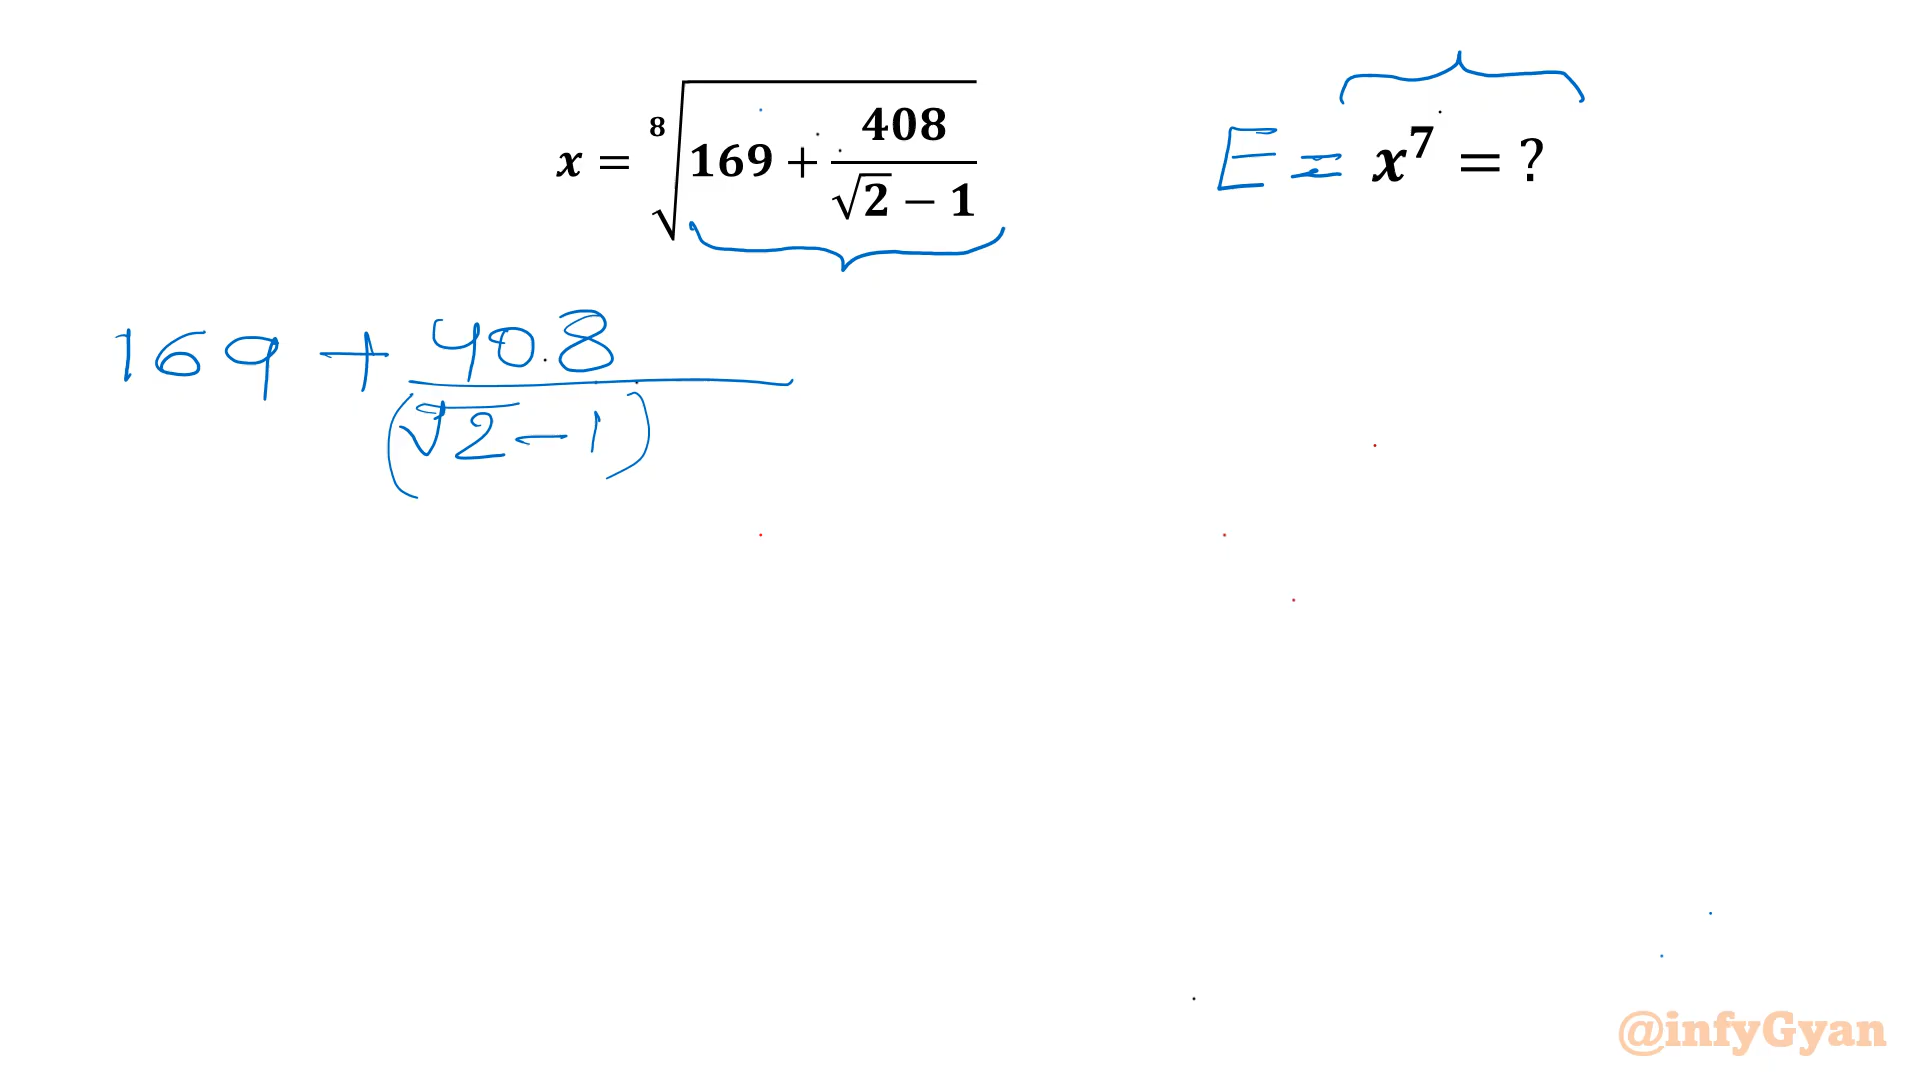 x = ⁸√(169 + 408/(√2 − 1))
E = x⁷ = ?
169 + 408/(√2 − 1)
@infyGyan